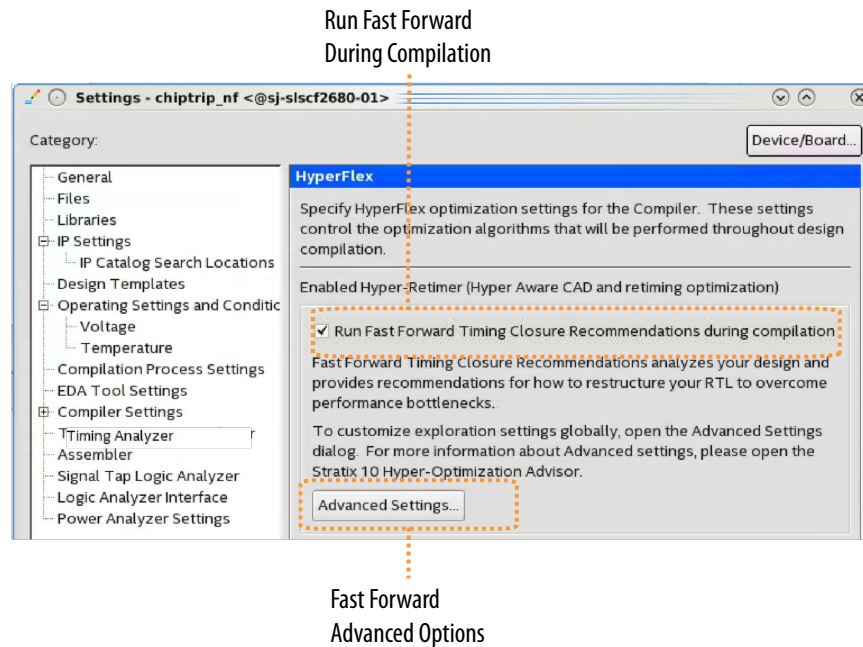 Run Fast Forward
During Compilation
Settings - chiptrip_nf <@sj-slscf2680-01>
Category:
Device/Board...
General
Files
Libraries
IP Settings
IP Catalog Search Locations
Design Templates
Operating Settings and Conditic
Voltage
Temperature
Compilation Process Settings
EDA Tool Settings
Compiler Settings
Timing Analyzer
Assembler
Signal Tap Logic Analyzer
Logic Analyzer Interface
Power Analyzer Settings
HyperFlex
Specify HyperFlex optimization settings for the Compiler. These settings
control the optimization algorithms that will be performed throughout design
compilation.
Enabled Hyper-Retimer (Hyper Aware CAD and retiming optimization)
Run Fast Forward Timing Closure Recommendations during compilation
Fast Forward Timing Closure Recommendations analyzes your design and
provides recommendations for how to restructure your RTL to overcome
performance bottlenecks.
To customize exploration settings globally, open the Advanced Settings
dialog. For more information about Advanced settings, please open the
Stratix 10 Hyper-Optimization Advisor.
Advanced Settings...
Fast Forward
Advanced Options